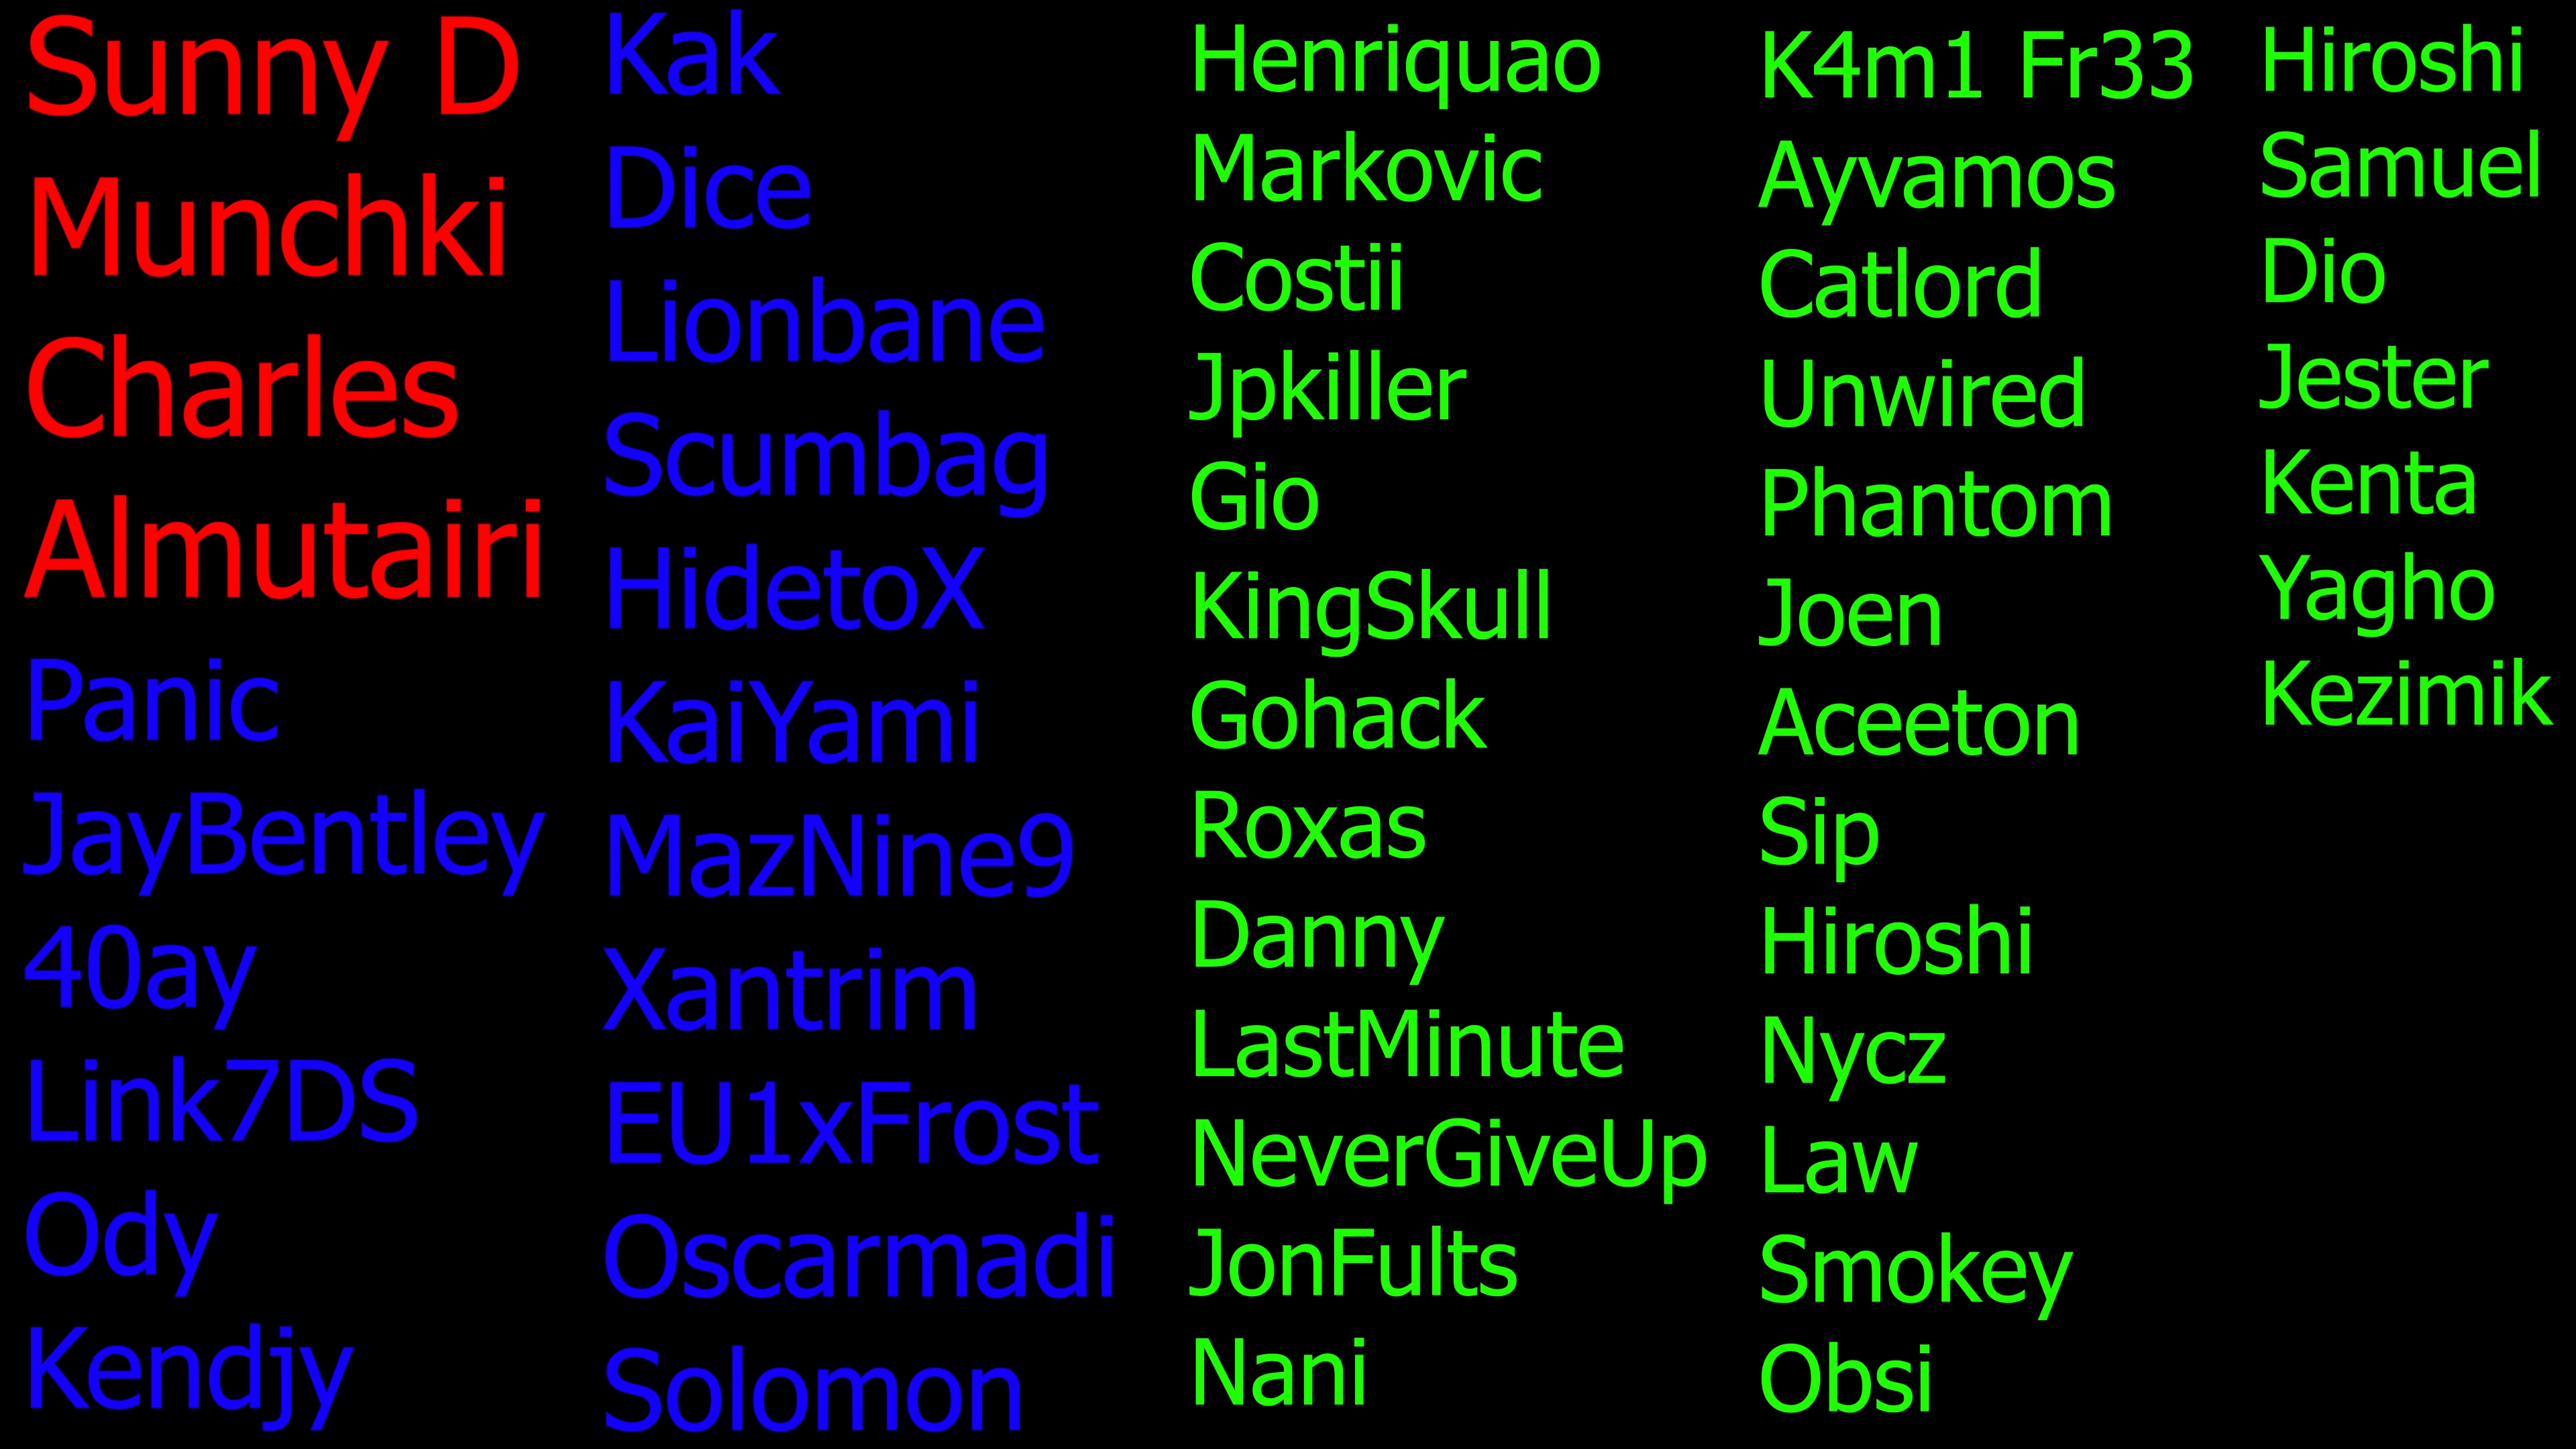 Sunny D
Munchki
Charles
Almutairi
Panic
JayBentley
40ay
Link7DS
Ody
Kendjy
Kak
Dice
Lionbane
Scumbag
HidetoX
KaiYami
MazNine9
Xantrim
EU1xFrost
Oscarmadi
Solomon
Henriquao
Markovic
Costii
Jpkiller
Gio
KingSkull
Gohack
Roxas
Danny
LastMinute
NeverGiveUp
JonFults
Nani
K4m1 Fr33
Ayvamos
Catlord
Unwired
Phantom
Joen
Aceeton
Sip
Hiroshi
Nycz
Law
Smokey
Obsi
Hiroshi
Samuel
Dio
Jester
Kenta
Yagho
Kezimik